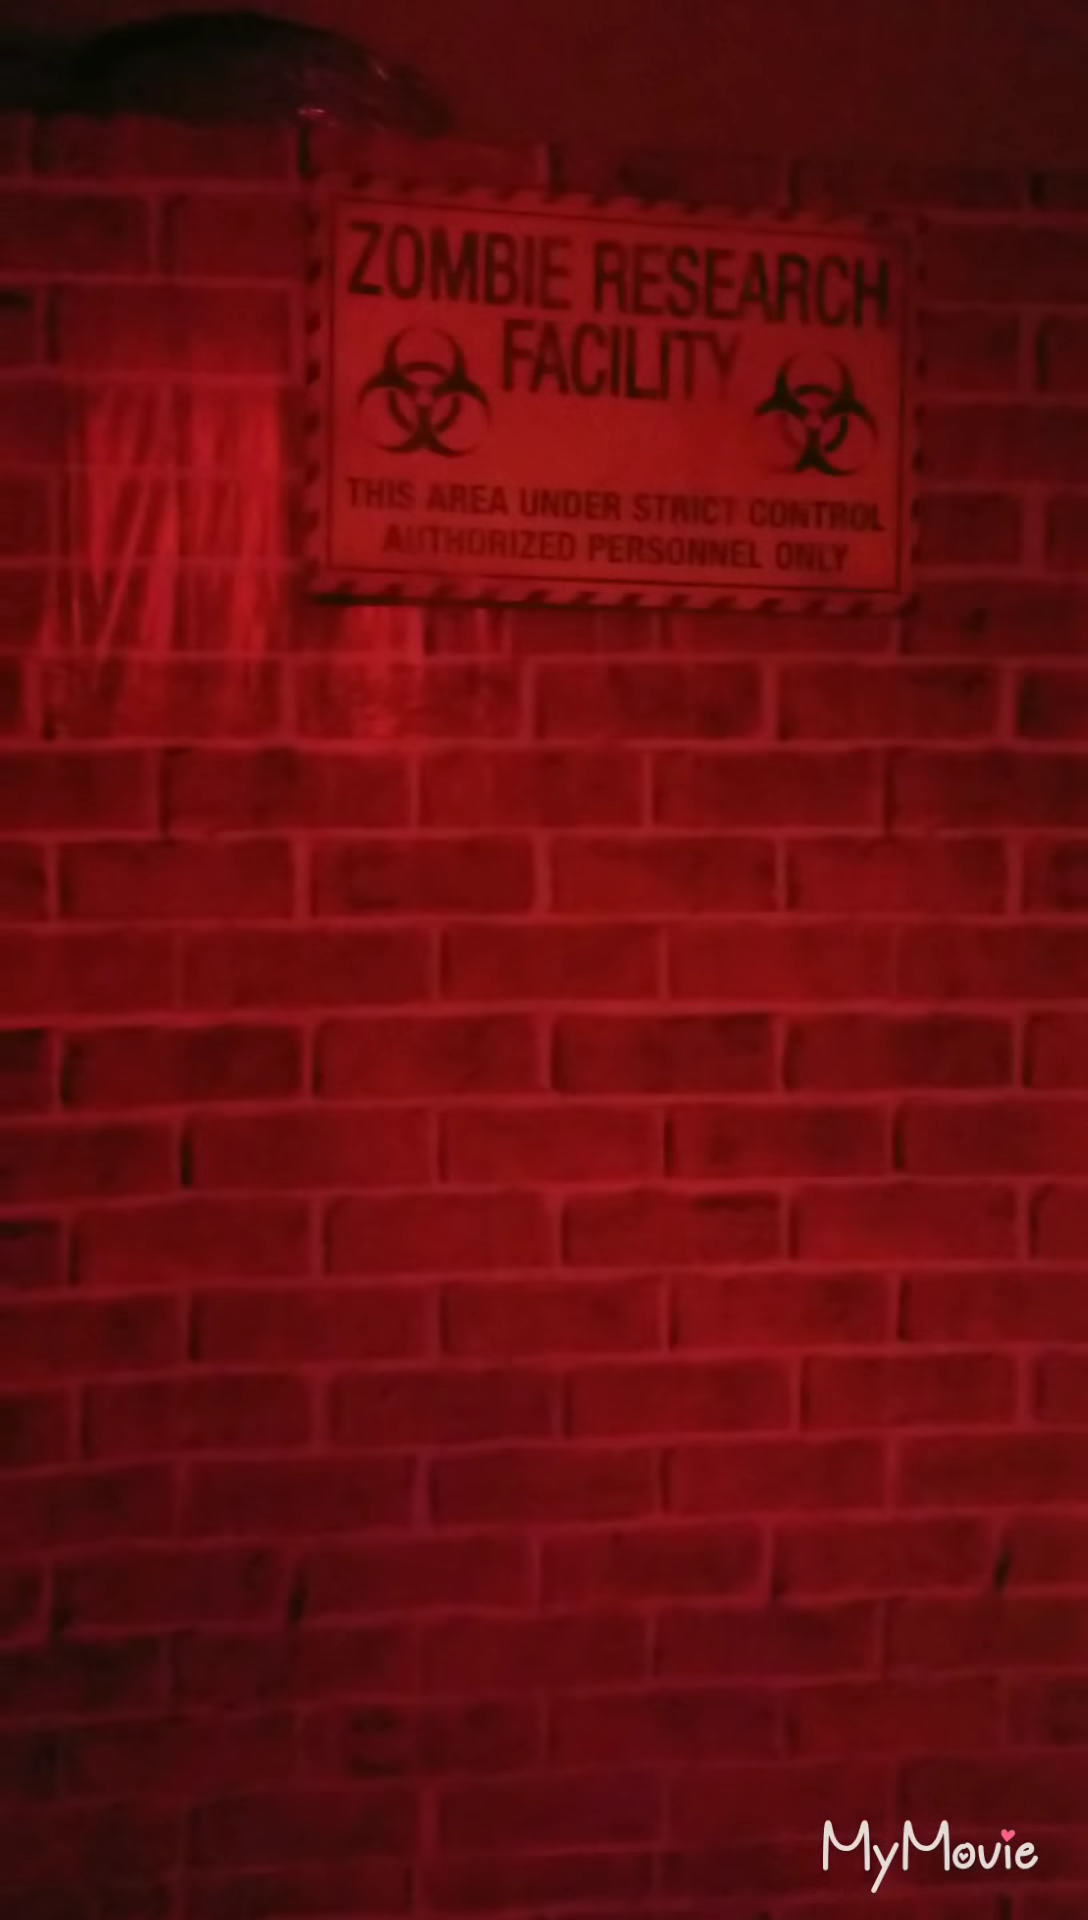 ZOMBIE RESEARCH
FACILITY
THIS AREA UNDER STRICT CONTROL
AUTHORIZED PERSONNEL ONLY
MyMovie